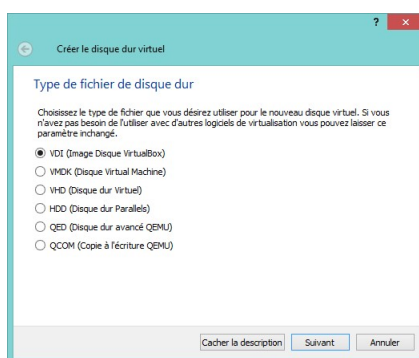 ?
Créer le disque dur virtuel
Type de fichier de disque dur
Choisissez le type de fichier que vous désirez utiliser pour le nouveau disque virtuel. Si vous
n'avez pas besoin de l'utiliser avec d'autres logiciels de virtualisation vous pouvez laisser ce
paramètre inchangé.
VDI (Image Disque VirtualBox)
VMDK (Disque Virtual Machine)
VHD (Disque dur Virtuel)
HDD (Disque dur Parallels)
QED (Disque dur avancé QEMU)
QCOM (Copie à l'écriture QEMU)
Cacher la description Suivant Annuler